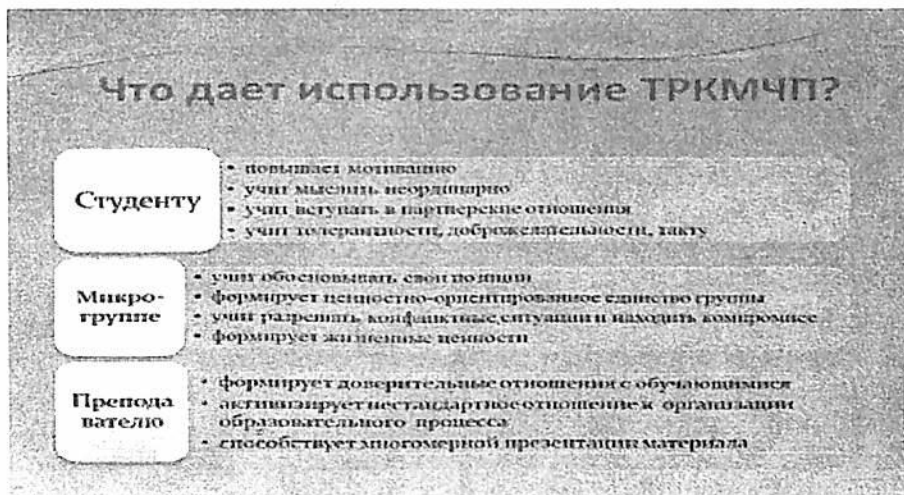 Что дает использование ТРКМЧП?
Студенту
• повышает мотивацию
• учит мыслить неординарно
• учит вступать в партнерские отношения
• учит толерантности, доброжелательности, такту
Микро-
группе
• учит обосновывать свои позиции
• формирует ценностно-ориентированное единство группы
• учит разрешать конфликтные ситуации и находить компромисс
• формирует жизненные ценности
Препода
вателю
• формирует доверительные отношения с обучающимися
• активизирует нестандартное отношение к организации
образовательного процесса
• способствует многомерной презентации материала